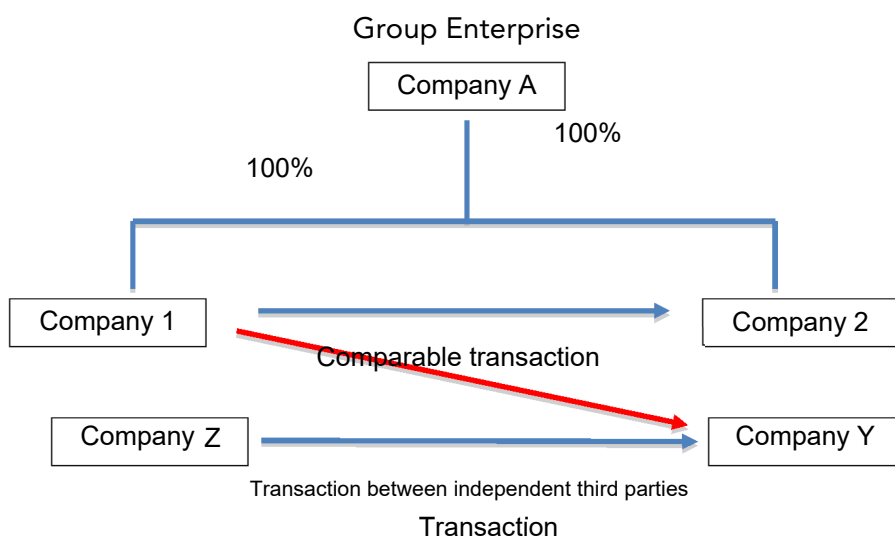 Group Enterprise
Company A
100%
100%
Company 1
Company 2
Comparable transaction
Company Z
Company Y
Transaction between independent third parties
Transaction